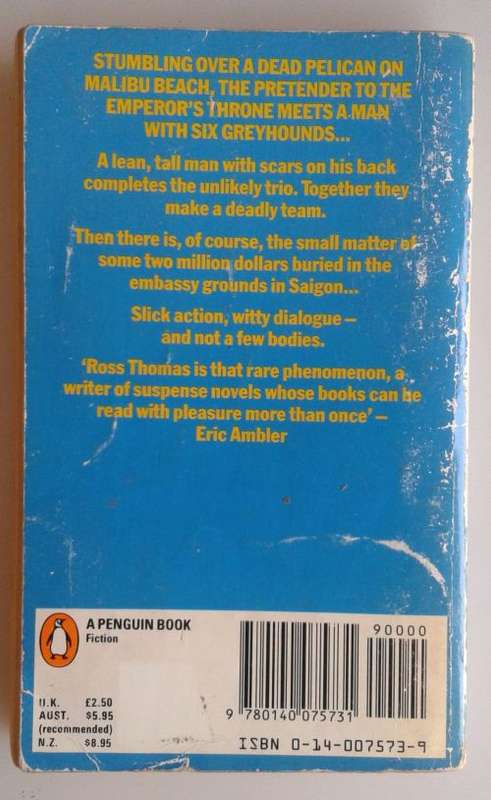 STUMBLING OVER A DEAD PELICAN ON
MALIBU BEACH, THE PRETENDER TO THE
EMPEROR'S THRONE MEETS A MAN
WITH SIX GREYHOUNDS...
A lean, tall man with scars on his back
completes the unlikely trio. Together they
make a deadly team.
Then there is, of course, the small matter of
some two million dollars buried in the
embassy grounds in Saigon...
Slick action, witty dialogue –
and not a few bodies.
'Ross Thomas is that rare phenomenon, a
writer of suspense novels whose books can be
read with pleasure more than once' –
Eric Ambler
A PENGUIN BOOK
Fiction
U.K. £2.50
AUST. $5.95
(recommended)
N.Z. $8.95
90000
9 780140 075731
ISBN 0-14-007573-9